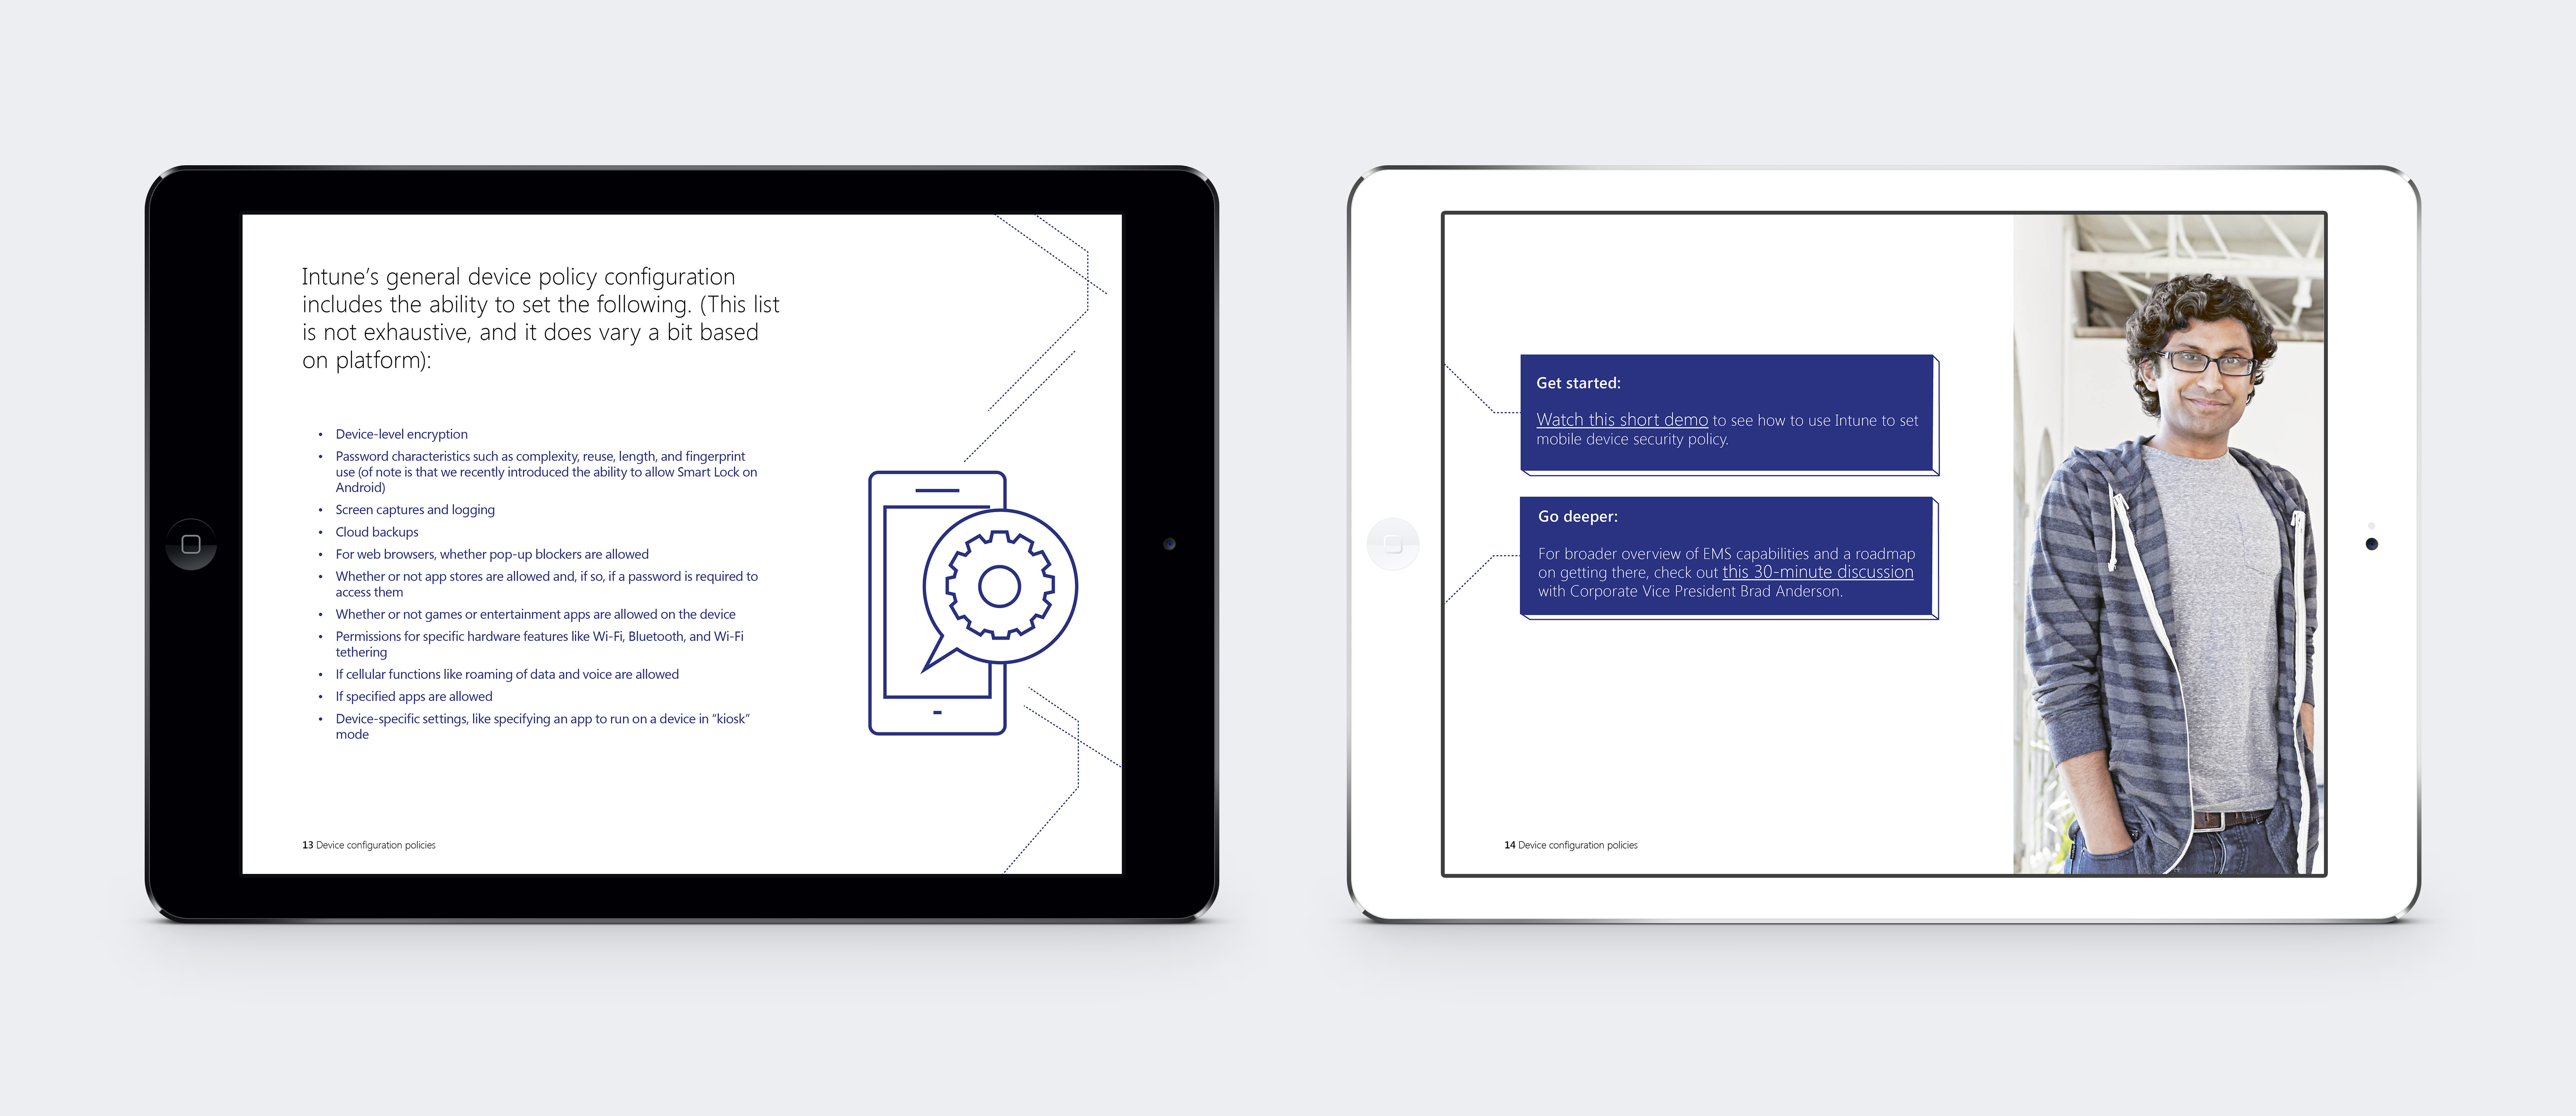 Intune’s general device policy configuration
includes the ability to set the following. (This list
is not exhaustive, and it does vary a bit based
on platform):
• Device-level encryption
• Password characteristics such as complexity, reuse, length, and fingerprint
use (of note is that we recently introduced the ability to allow Smart Lock on
Android)
• Screen captures and logging
• Cloud backups
• For web browsers, whether pop-up blockers are allowed
• Whether or not app stores are allowed and, if so, if a password is required to
access them
• Whether or not games or entertainment apps are allowed on the device
• Permissions for specific hardware features like Wi-Fi, Bluetooth, and Wi-Fi
tethering
• If cellular functions like roaming of data and voice are allowed
• If specified apps are allowed
• Device-specific settings, like specifying an app to run on a device in “kiosk”
mode
13 Device configuration policies
Get started:
Watch this short demo to see how to use Intune to set
mobile device security policy.
Go deeper:
For broader overview of EMS capabilities and a roadmap
on getting there, check out this 30-minute discussion
with Corporate Vice President Brad Anderson.
14 Device configuration policies